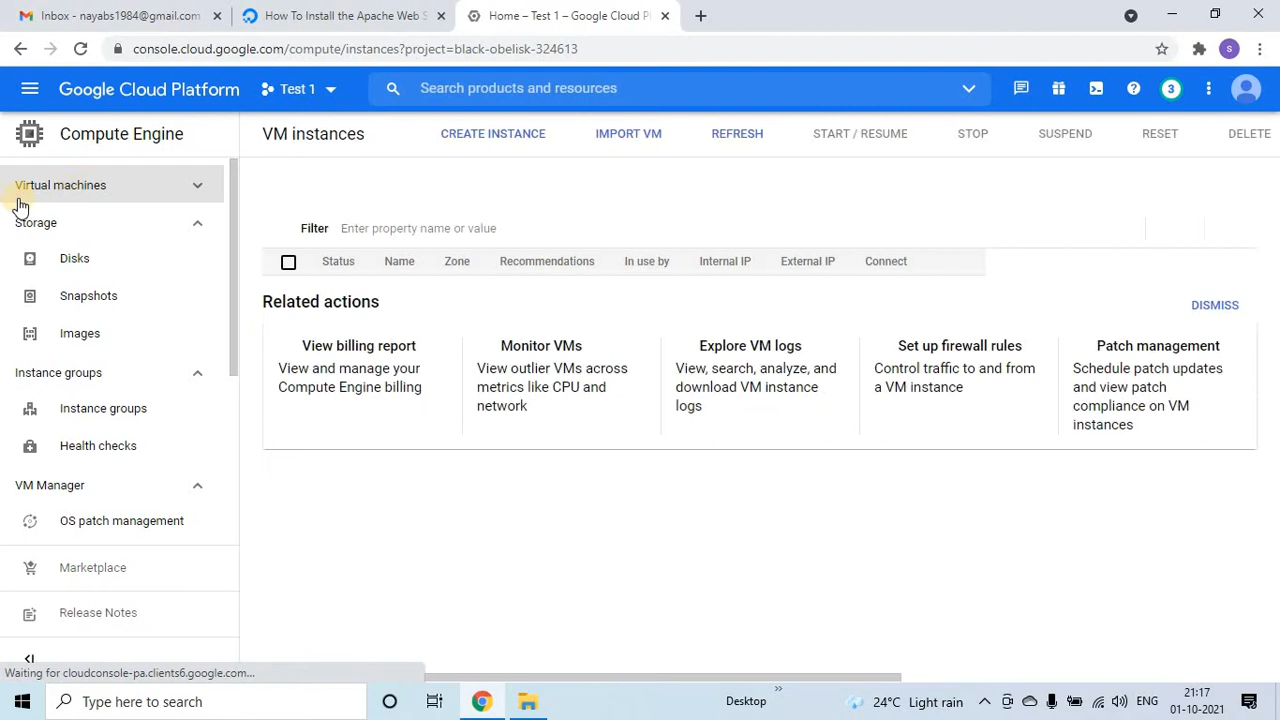 Inbox - nayabs1984@gmail.com
How To Install the Apache Web S
Home – Test 1 – Google Cloud P
console.cloud.google.com/compute/instances?project=black-obelisk-324613
S
Google Cloud Platform
Test 1
Search products and resources
3
Compute Engine
VM instances
CREATE INSTANCE
IMPORT VM
REFRESH
START / RESUME
STOP
SUSPEND
RESET
DELETE
Virtual machines
Storage
Disks
Snapshots
Images
Instance groups
Instance groups
Health checks
VM Manager
OS patch management
Marketplace
Release Notes
Filter Enter property name or value
Status Name Zone Recommendations In use by Internal IP External IP Connect
Related actions
DISMISS
View billing report
View and manage your
Compute Engine billing
Monitor VMs
View outlier VMs across
metrics like CPU and
network
Explore VM logs
View, search, analyze, and
download VM instance
logs
Set up firewall rules
Control traffic to and from
a VM instance
Patch management
Schedule patch updates
and view patch
compliance on VM
instances
Waiting for cloudconsole-pa.clients6.google.com...
Type here to search
Desktop
24°C Light rain
ENG
21:17
01-10-2021